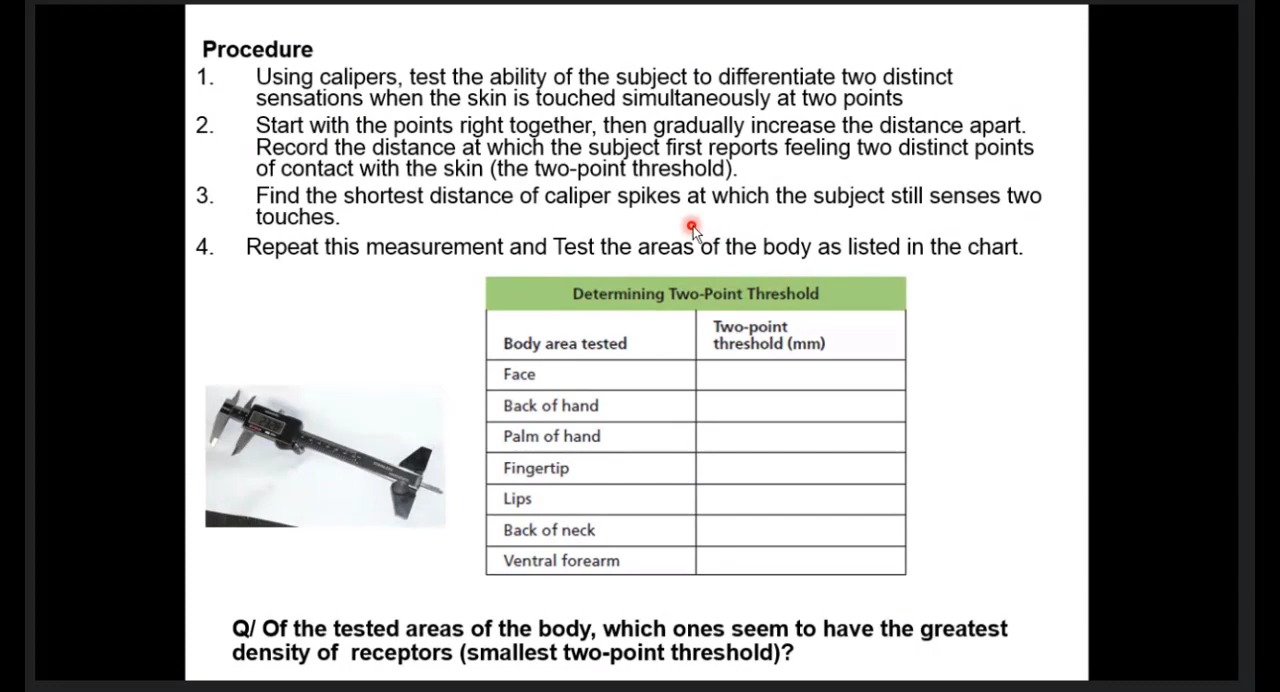 Procedure
1. Using calipers, test the ability of the subject to differentiate two distinct
sensations when the skin is touched simultaneously at two points
2. Start with the points right together, then gradually increase the distance apart.
Record the distance at which the subject first reports feeling two distinct points
of contact with the skin (the two-point threshold).
3. Find the shortest distance of caliper spikes at which the subject still senses two
touches.
4. Repeat this measurement and Test the areas of the body as listed in the chart.
Determining Two-Point Threshold
Body area tested Two-point
threshold (mm)
Face
Back of hand
Palm of hand
Fingertip
Lips
Back of neck
Ventral forearm
Q/ Of the tested areas of the body, which ones seem to have the greatest
density of receptors (smallest two-point threshold)?